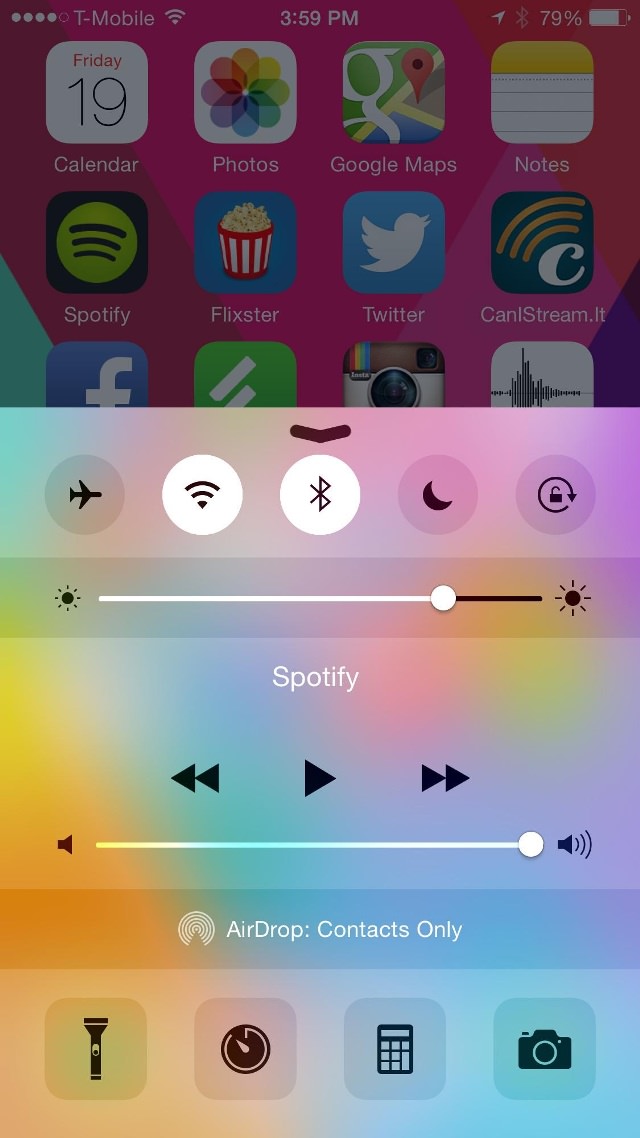 T-Mobile 3:59 PM 79%
Friday
19
Calendar Photos Google Maps Notes
Spotify Flixster Twitter CanIStream.It
Insta
Spotify
AirDrop: Contacts Only